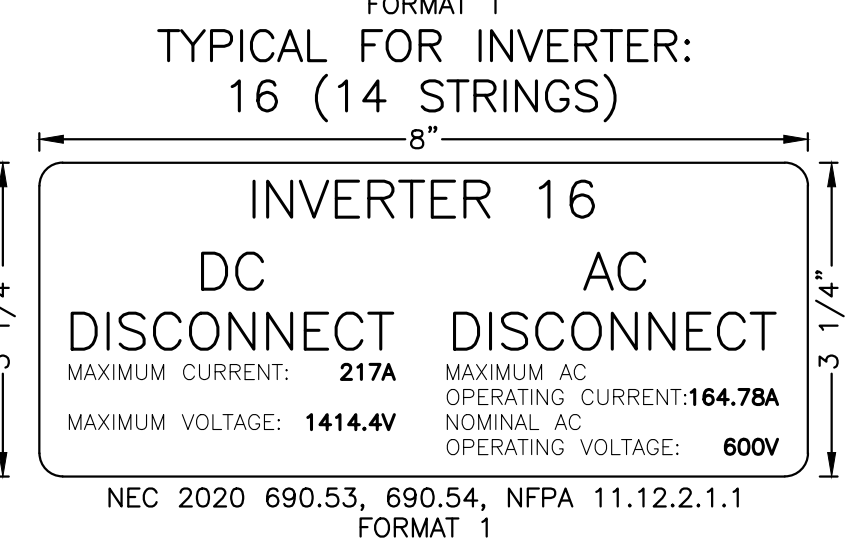 FORMAT 1
TYPICAL FOR INVERTER:
16 (14 STRINGS)
8”
INVERTER 16
DC
DISCONNECT
MAXIMUM CURRENT: 217A
MAXIMUM VOLTAGE: 1414.4V
AC
DISCONNECT
MAXIMUM AC
OPERATING CURRENT:164.78A
NOMINAL AC
OPERATING VOLTAGE: 600V
3 1/4”
NEC 2020 690.53, 690.54, NFPA 11.12.2.1.1
FORMAT 1